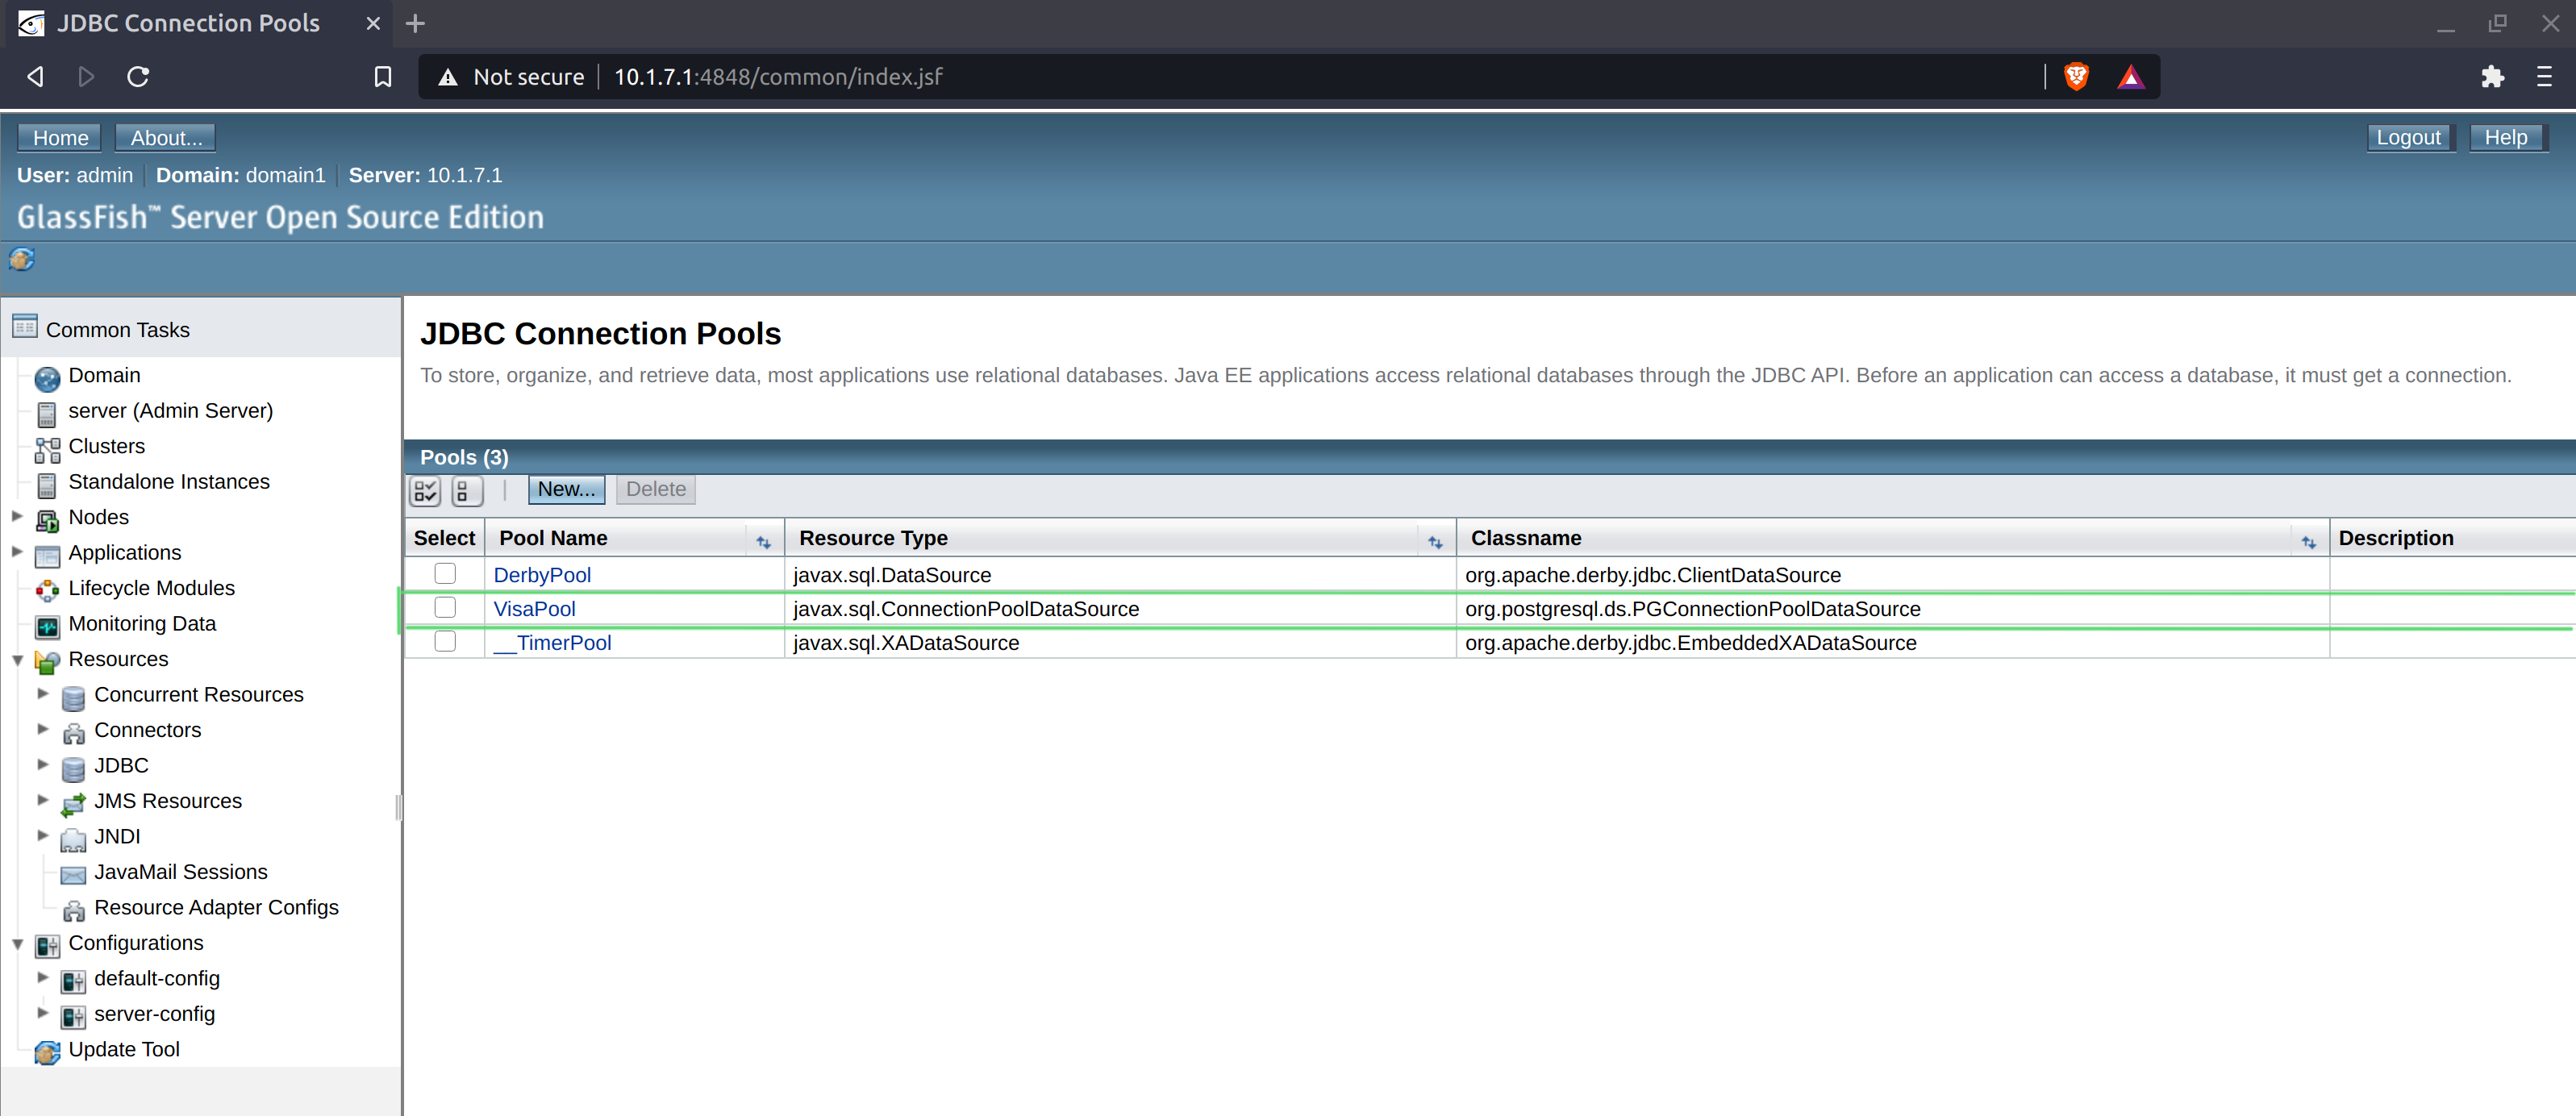 JDBC Connection Pools
Not secure 10.1.7.1:4848/common/index.jsf
Home About... Logout Help
User: admin Domain: domain1 Server: 10.1.7.1
GlassFish™ Server Open Source Edition
Common Tasks
Domain
server (Admin Server)
Clusters
Standalone Instances
Nodes
Applications
Lifecycle Modules
Monitoring Data
Resources
Concurrent Resources
Connectors
JDBC
JMS Resources
JNDI
JavaMail Sessions
Resource Adapter Configs
Configurations
default-config
server-config
Update Tool
JDBC Connection Pools
To store, organize, and retrieve data, most applications use relational databases. Java EE applications access relational databases through the JDBC API. Before an application can access a database, it must get a connection.
Pools (3)
New... Delete
Select Pool Name Resource Type Classname Description
DerbyPool javax.sql.DataSource org.apache.derby.jdbc.ClientDataSource
VisaPool javax.sql.ConnectionPoolDataSource org.postgresql.ds.PGConnectionPoolDataSource
__TimerPool javax.sql.XADataSource org.apache.derby.jdbc.EmbeddedXADataSource